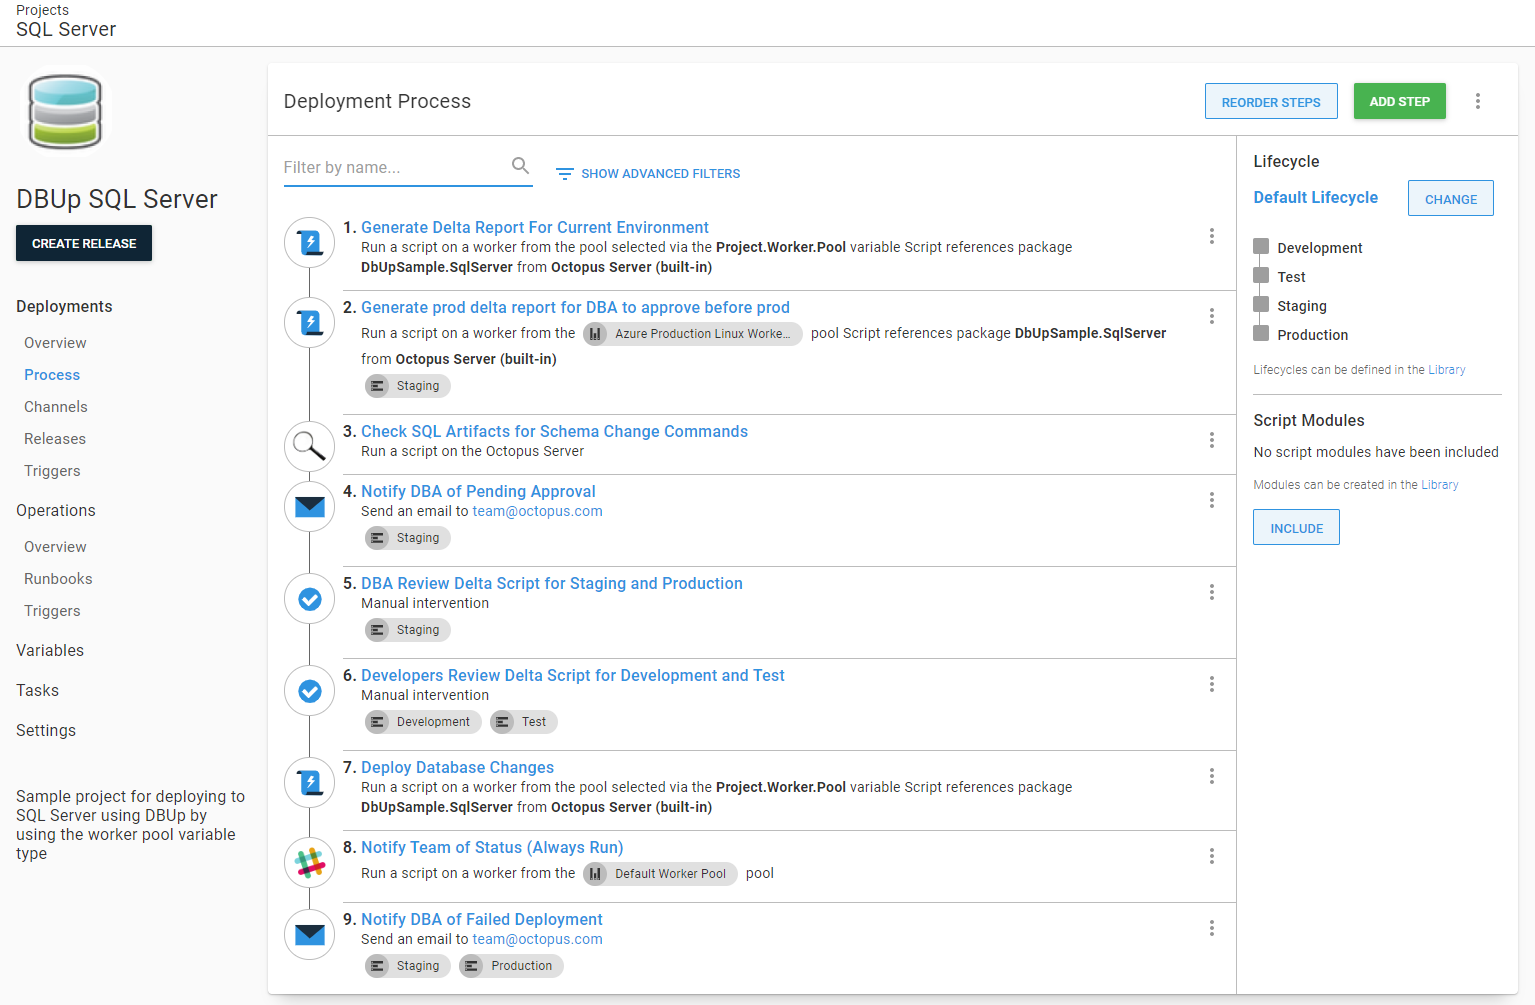 Projects
SQL Server
DBUp SQL Server
CREATE RELEASE
Deployments
Overview
Process
Channels
Releases
Triggers
Operations
Overview
Runbooks
Triggers
Variables
Tasks
Settings
Sample project for deploying to
SQL Server using DBUp by
using the worker pool variable
type
Deployment Process
REORDER STEPS
ADD STEP
Filter by name...
SHOW ADVANCED FILTERS
1. Generate Delta Report For Current Environment
Run a script on a worker from the pool selected via the Project.Worker.Pool variable Script references package
DbUpSample.SqlServer from Octopus Server (built-in)
2. Generate prod delta report for DBA to approve before prod
Run a script on a worker from the Azure Production Linux Worke... pool Script references package DbUpSample.SqlServer
from Octopus Server (built-in)
Staging
3. Check SQL Artifacts for Schema Change Commands
Run a script on the Octopus Server
4. Notify DBA of Pending Approval
Send an email to team@octopus.com
Staging
5. DBA Review Delta Script for Staging and Production
Manual intervention
Staging
6. Developers Review Delta Script for Development and Test
Manual intervention
Development Test
7. Deploy Database Changes
Run a script on a worker from the pool selected via the Project.Worker.Pool variable Script references package
DbUpSample.SqlServer from Octopus Server (built-in)
8. Notify Team of Status (Always Run)
Run a script on a worker from the Default Worker Pool pool
9. Notify DBA of Failed Deployment
Send an email to team@octopus.com
Staging Production
Lifecycle
Default Lifecycle
CHANGE
Development
Test
Staging
Production
Lifecycles can be defined in the Library
Script Modules
No script modules have been included
Modules can be created in the Library
INCLUDE